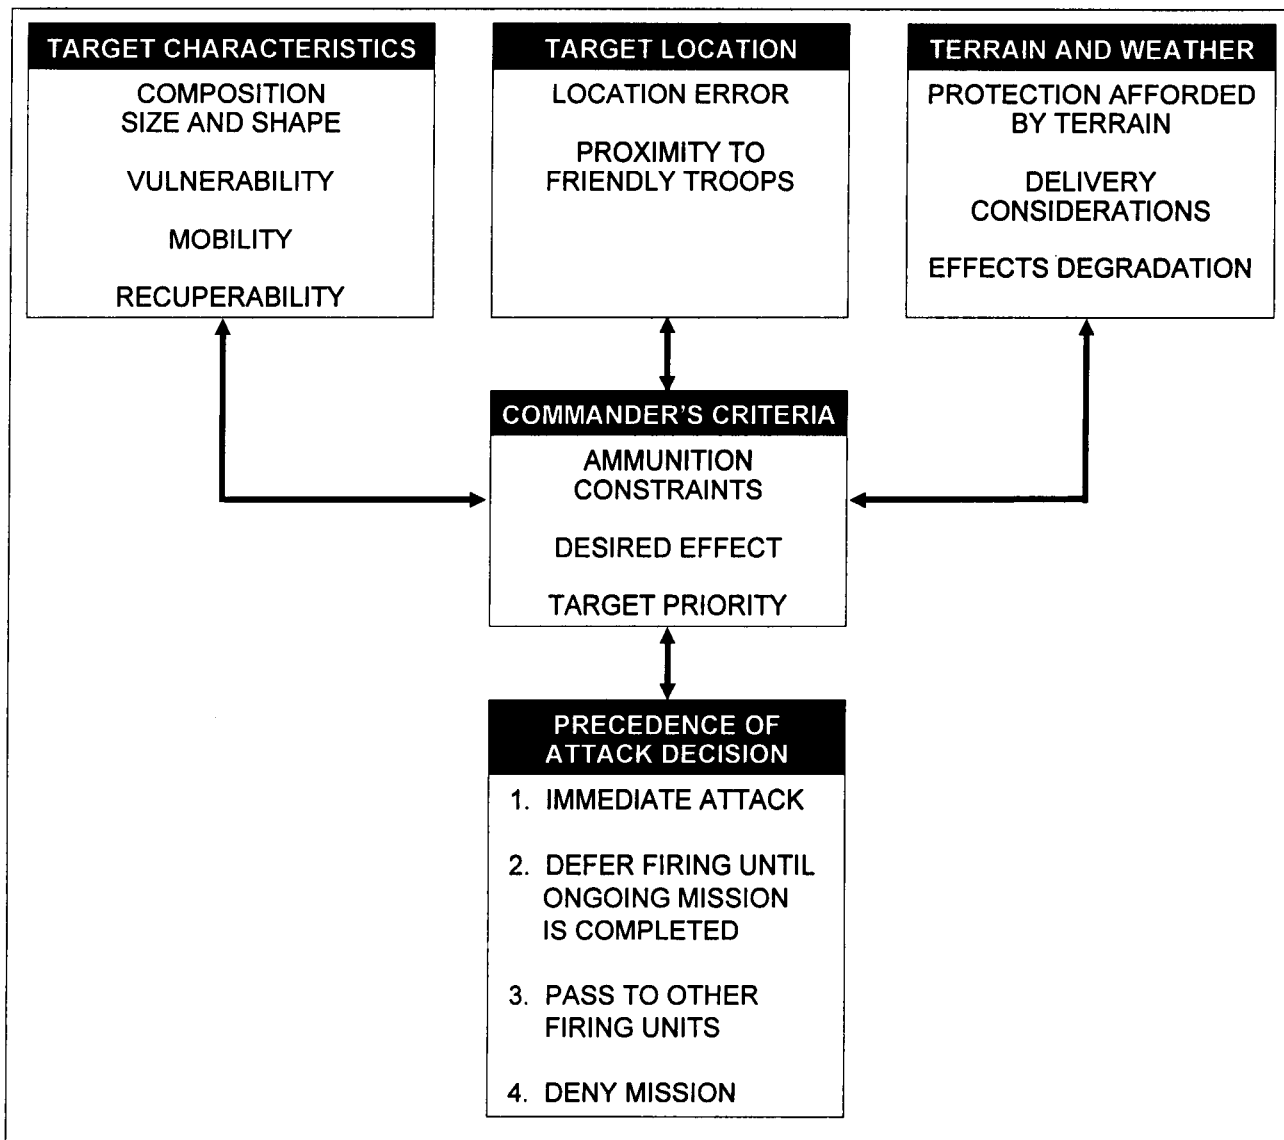 TARGET CHARACTERISTICS
COMPOSITION
SIZE AND SHAPE
VULNERABILITY
MOBILITY
RECUPERABILITY
TARGET LOCATION
LOCATION ERROR
PROXIMITY TO
FRIENDLY TROOPS
TERRAIN AND WEATHER
PROTECTION AFFORDED
BY TERRAIN
DELIVERY
CONSIDERATIONS
EFFECTS DEGRADATION
COMMANDER'S CRITERIA
AMMUNITION
CONSTRAINTS
DESIRED EFFECT
TARGET PRIORITY
PRECEDENCE OF
ATTACK DECISION
1. IMMEDIATE ATTACK
2. DEFER FIRING UNTIL
ONGOING MISSION
IS COMPLETED
3. PASS TO OTHER
FIRING UNITS
4. DENY MISSION